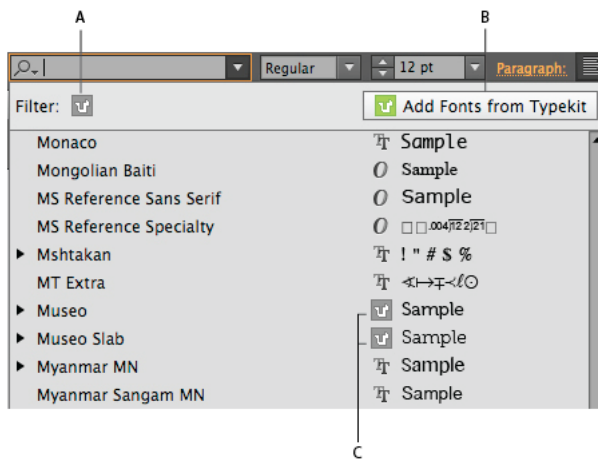 A B
Regular 12 pt Paragraph:
Filter: Add Fonts from Typekit
Monaco Sample
Mongolian Baiti Sample
MS Reference Sans Serif Sample
MS Reference Specialty
Mshtakan ! " # $ %
MT Extra
Museo Sample
Museo Slab Sample
Myanmar MN Sample
Myanmar Sangam MN Sample
C